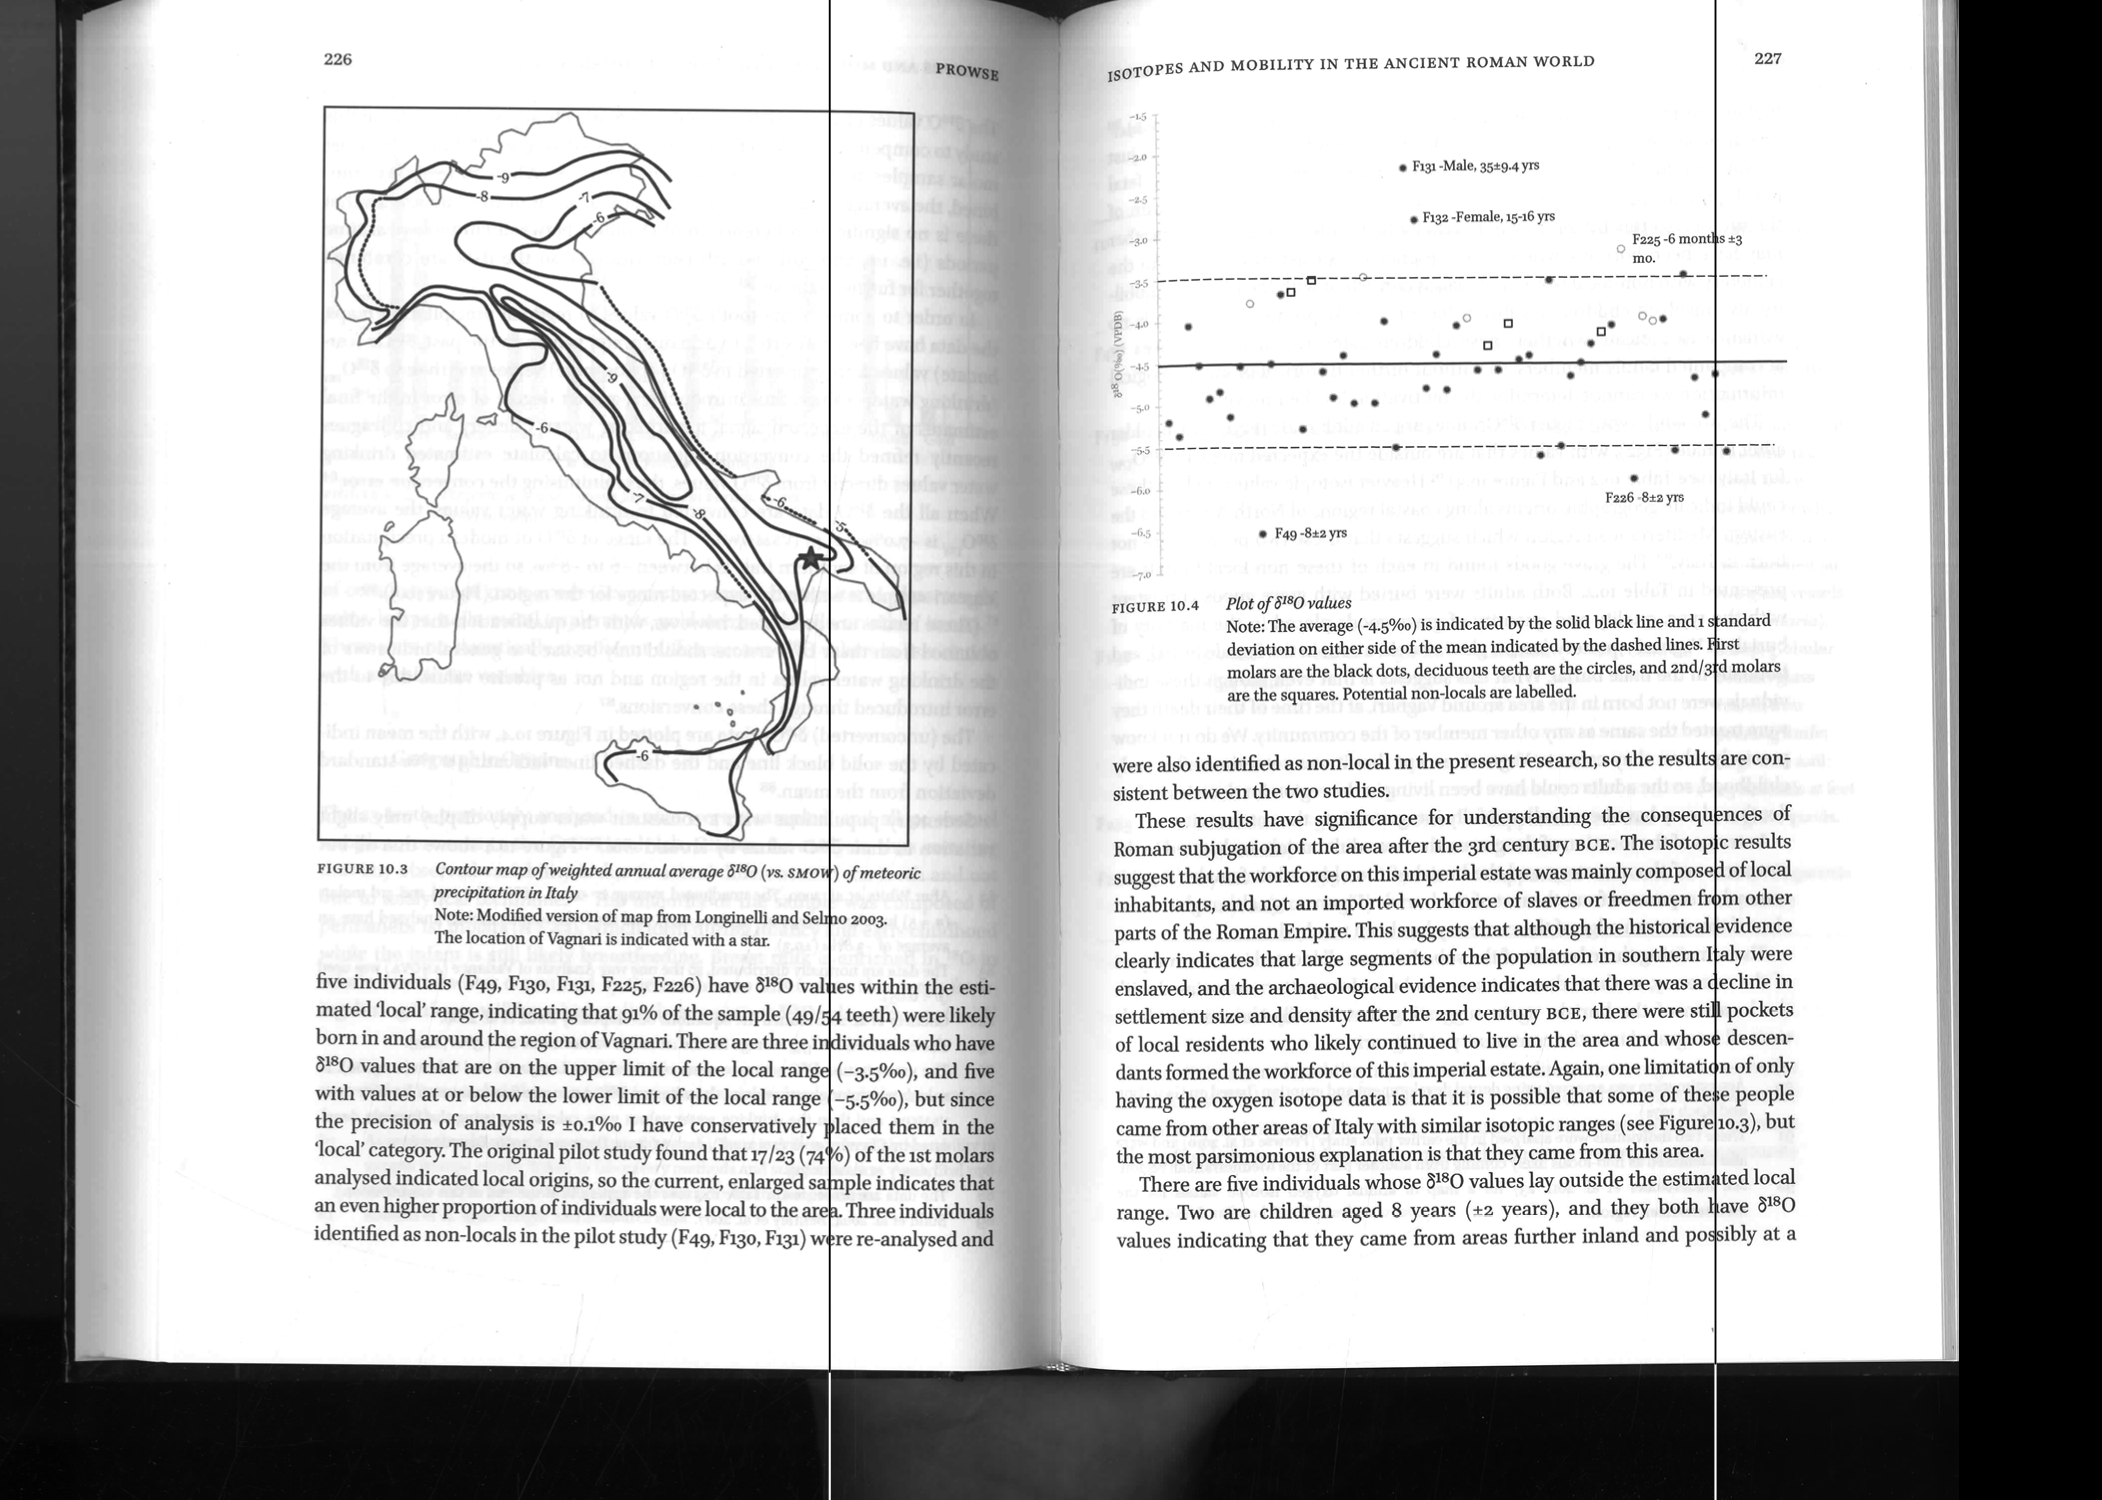 226
PROWSE
-9
-8
-7
-6
-9
-6
-7
-8
-6
-5
-6
FIGURE 10.3 Contour map of weighted annual average δ¹⁸O (vs. SMOW) of meteoric
precipitation in Italy
Note: Modified version of map from Longinelli and Selmo 2003.
The location of Vagnari is indicated with a star.
five individuals (F49, F130, F131, F225, F226) have δ¹⁸O values within the esti-
mated ‘local’ range, indicating that 91% of the sample (49/54 teeth) were likely
born in and around the region of Vagnari. There are three individuals who have
δ¹⁸O values that are on the upper limit of the local range (−3.5‰), and five
with values at or below the lower limit of the local range (−5.5‰), but since
the precision of analysis is ±0.1‰ I have conservatively placed them in the
‘local’ category. The original pilot study found that 17/23 (74%) of the 1st molars
analysed indicated local origins, so the current, enlarged sample indicates that
an even higher proportion of individuals were local to the area. Three individuals
identified as non-locals in the pilot study (F49, F130, F131) were re-analysed and
ISOTOPES AND MOBILITY IN THE ANCIENT ROMAN WORLD
227
-1.5
-2.0
-2.5
-3.0
-3.5
-4.0
-4.5
-5.0
-5.5
-6.0
-6.5
-7.0
δ¹⁸O(‰) (VPDB)
F131 -Male, 35±9.4 yrs
F132 -Female, 15-16 yrs
F225 -6 months ±3
mo.
F226 -8±2 yrs
F49 -8±2 yrs
FIGURE 10.4 Plot of δ¹⁸O values
Note: The average (-4.5‰) is indicated by the solid black line and 1 standard
deviation on either side of the mean indicated by the dashed lines. First
molars are the black dots, deciduous teeth are the circles, and 2nd/3rd molars
are the squares. Potential non-locals are labelled.
were also identified as non-local in the present research, so the results are con-
sistent between the two studies.
These results have significance for understanding the consequences of
Roman subjugation of the area after the 3rd century BCE. The isotopic results
suggest that the workforce on this imperial estate was mainly composed of local
inhabitants, and not an imported workforce of slaves or freedmen from other
parts of the Roman Empire. This suggests that although the historical evidence
clearly indicates that large segments of the population in southern Italy were
enslaved, and the archaeological evidence indicates that there was a decline in
settlement size and density after the 2nd century BCE, there were still pockets
of local residents who likely continued to live in the area and whose descen-
dants formed the workforce of this imperial estate. Again, one limitation of only
having the oxygen isotope data is that it is possible that some of these people
came from other areas of Italy with similar isotopic ranges (see Figure 10.3), but
the most parsimonious explanation is that they came from this area.
There are five individuals whose δ¹⁸O values lay outside the estimated local
range. Two are children aged 8 years (±2 years), and they both have δ¹⁸O
values indicating that they came from areas further inland and possibly at a